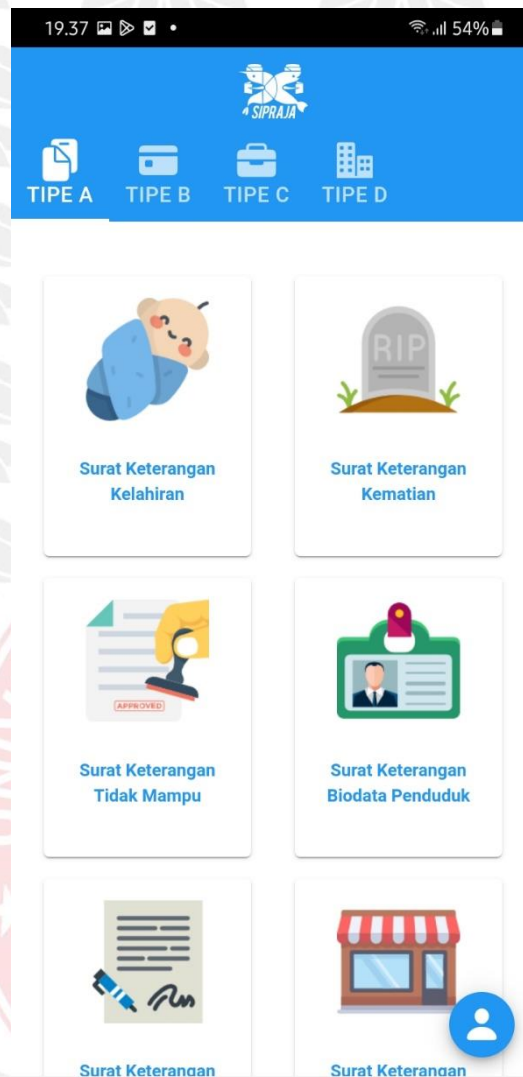 19.37
54%
SIPRAJA
TIPE A TIPE B TIPE C TIPE D
RIP
Surat Keterangan
Kelahiran
Surat Keterangan
Kematian
APPROVED
Surat Keterangan
Tidak Mampu
Surat Keterangan
Biodata Penduduk
Surat Keterangan
Surat Keterangan